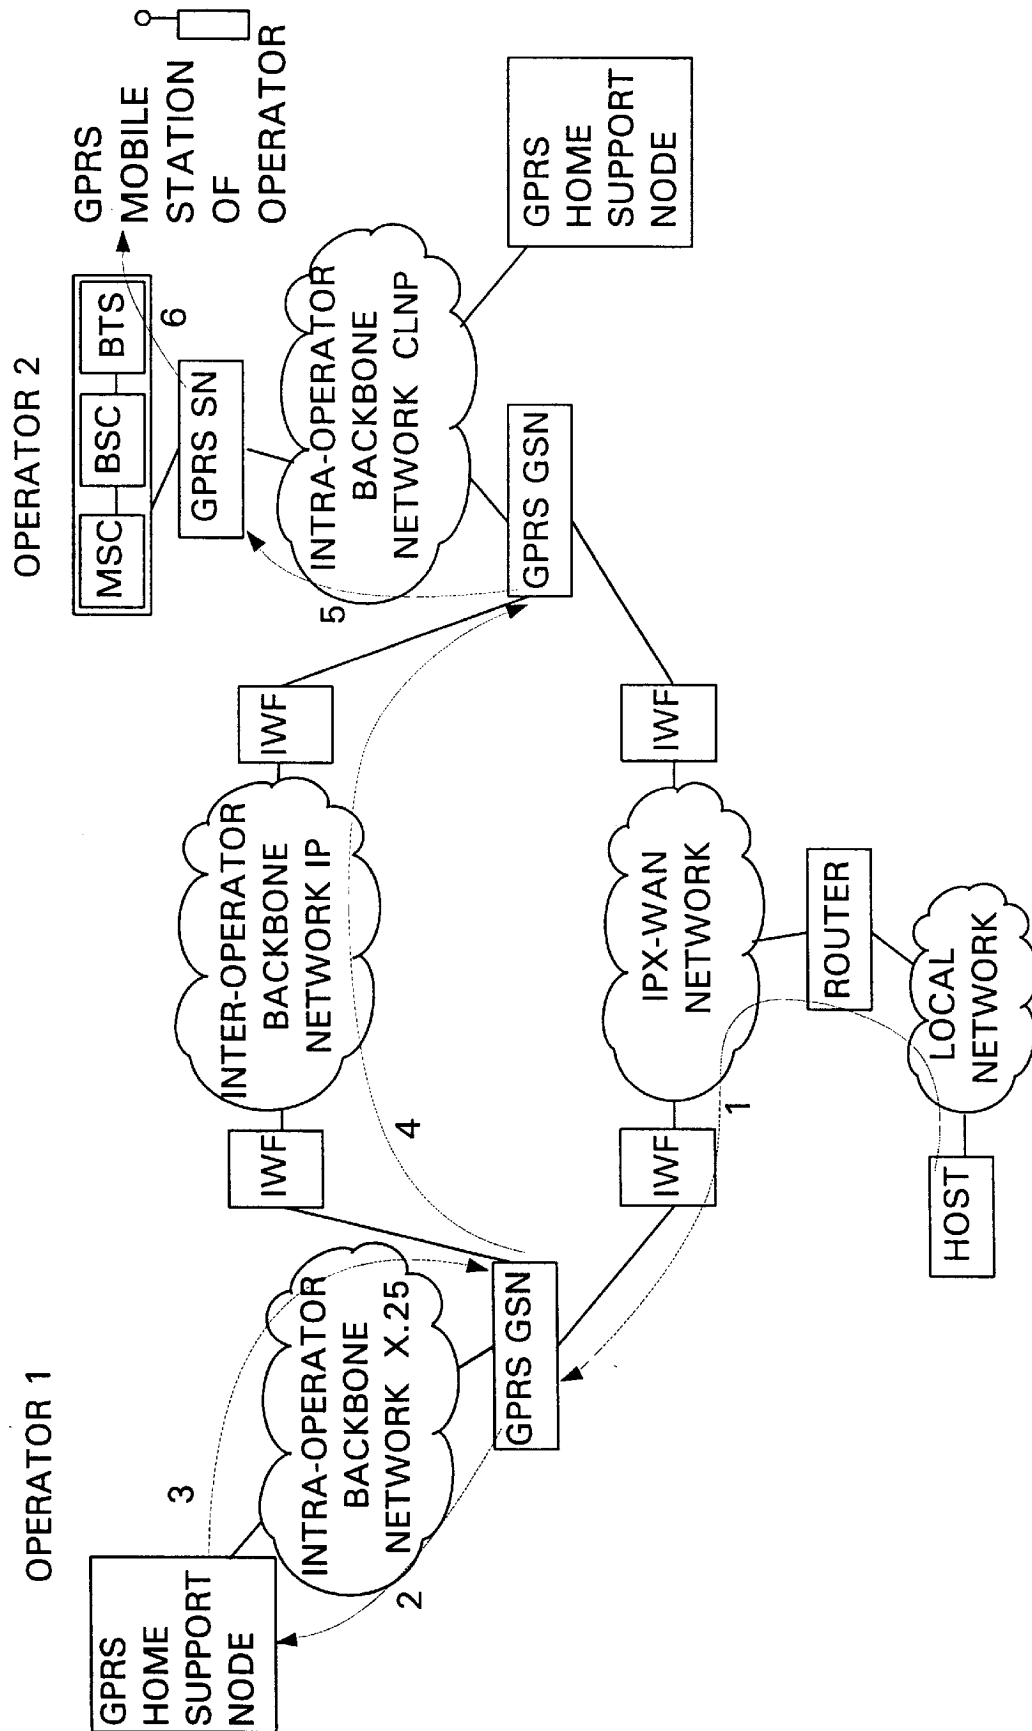 OPERATOR 1
OPERATOR 2
GPRS
HOME
SUPPORT
NODE
3
INTRA-OPERATOR
BACKBONE
NETWORK X.25
2
GPRS GSN
IWF
4
INTER-OPERATOR
BACKBONE
NETWORK IP
IWF
5
MSC
BSC
BTS
6
GPRS SN
GPRS
MOBILE
STATION
OF
OPERATOR
INTRA-OPERATOR
BACKBONE
NETWORK CLNP
GPRS GSN
GPRS
HOME
SUPPORT
NODE
IWF
1
IPX-WAN
NETWORK
IWF
ROUTER
HOST
LOCAL
NETWORK